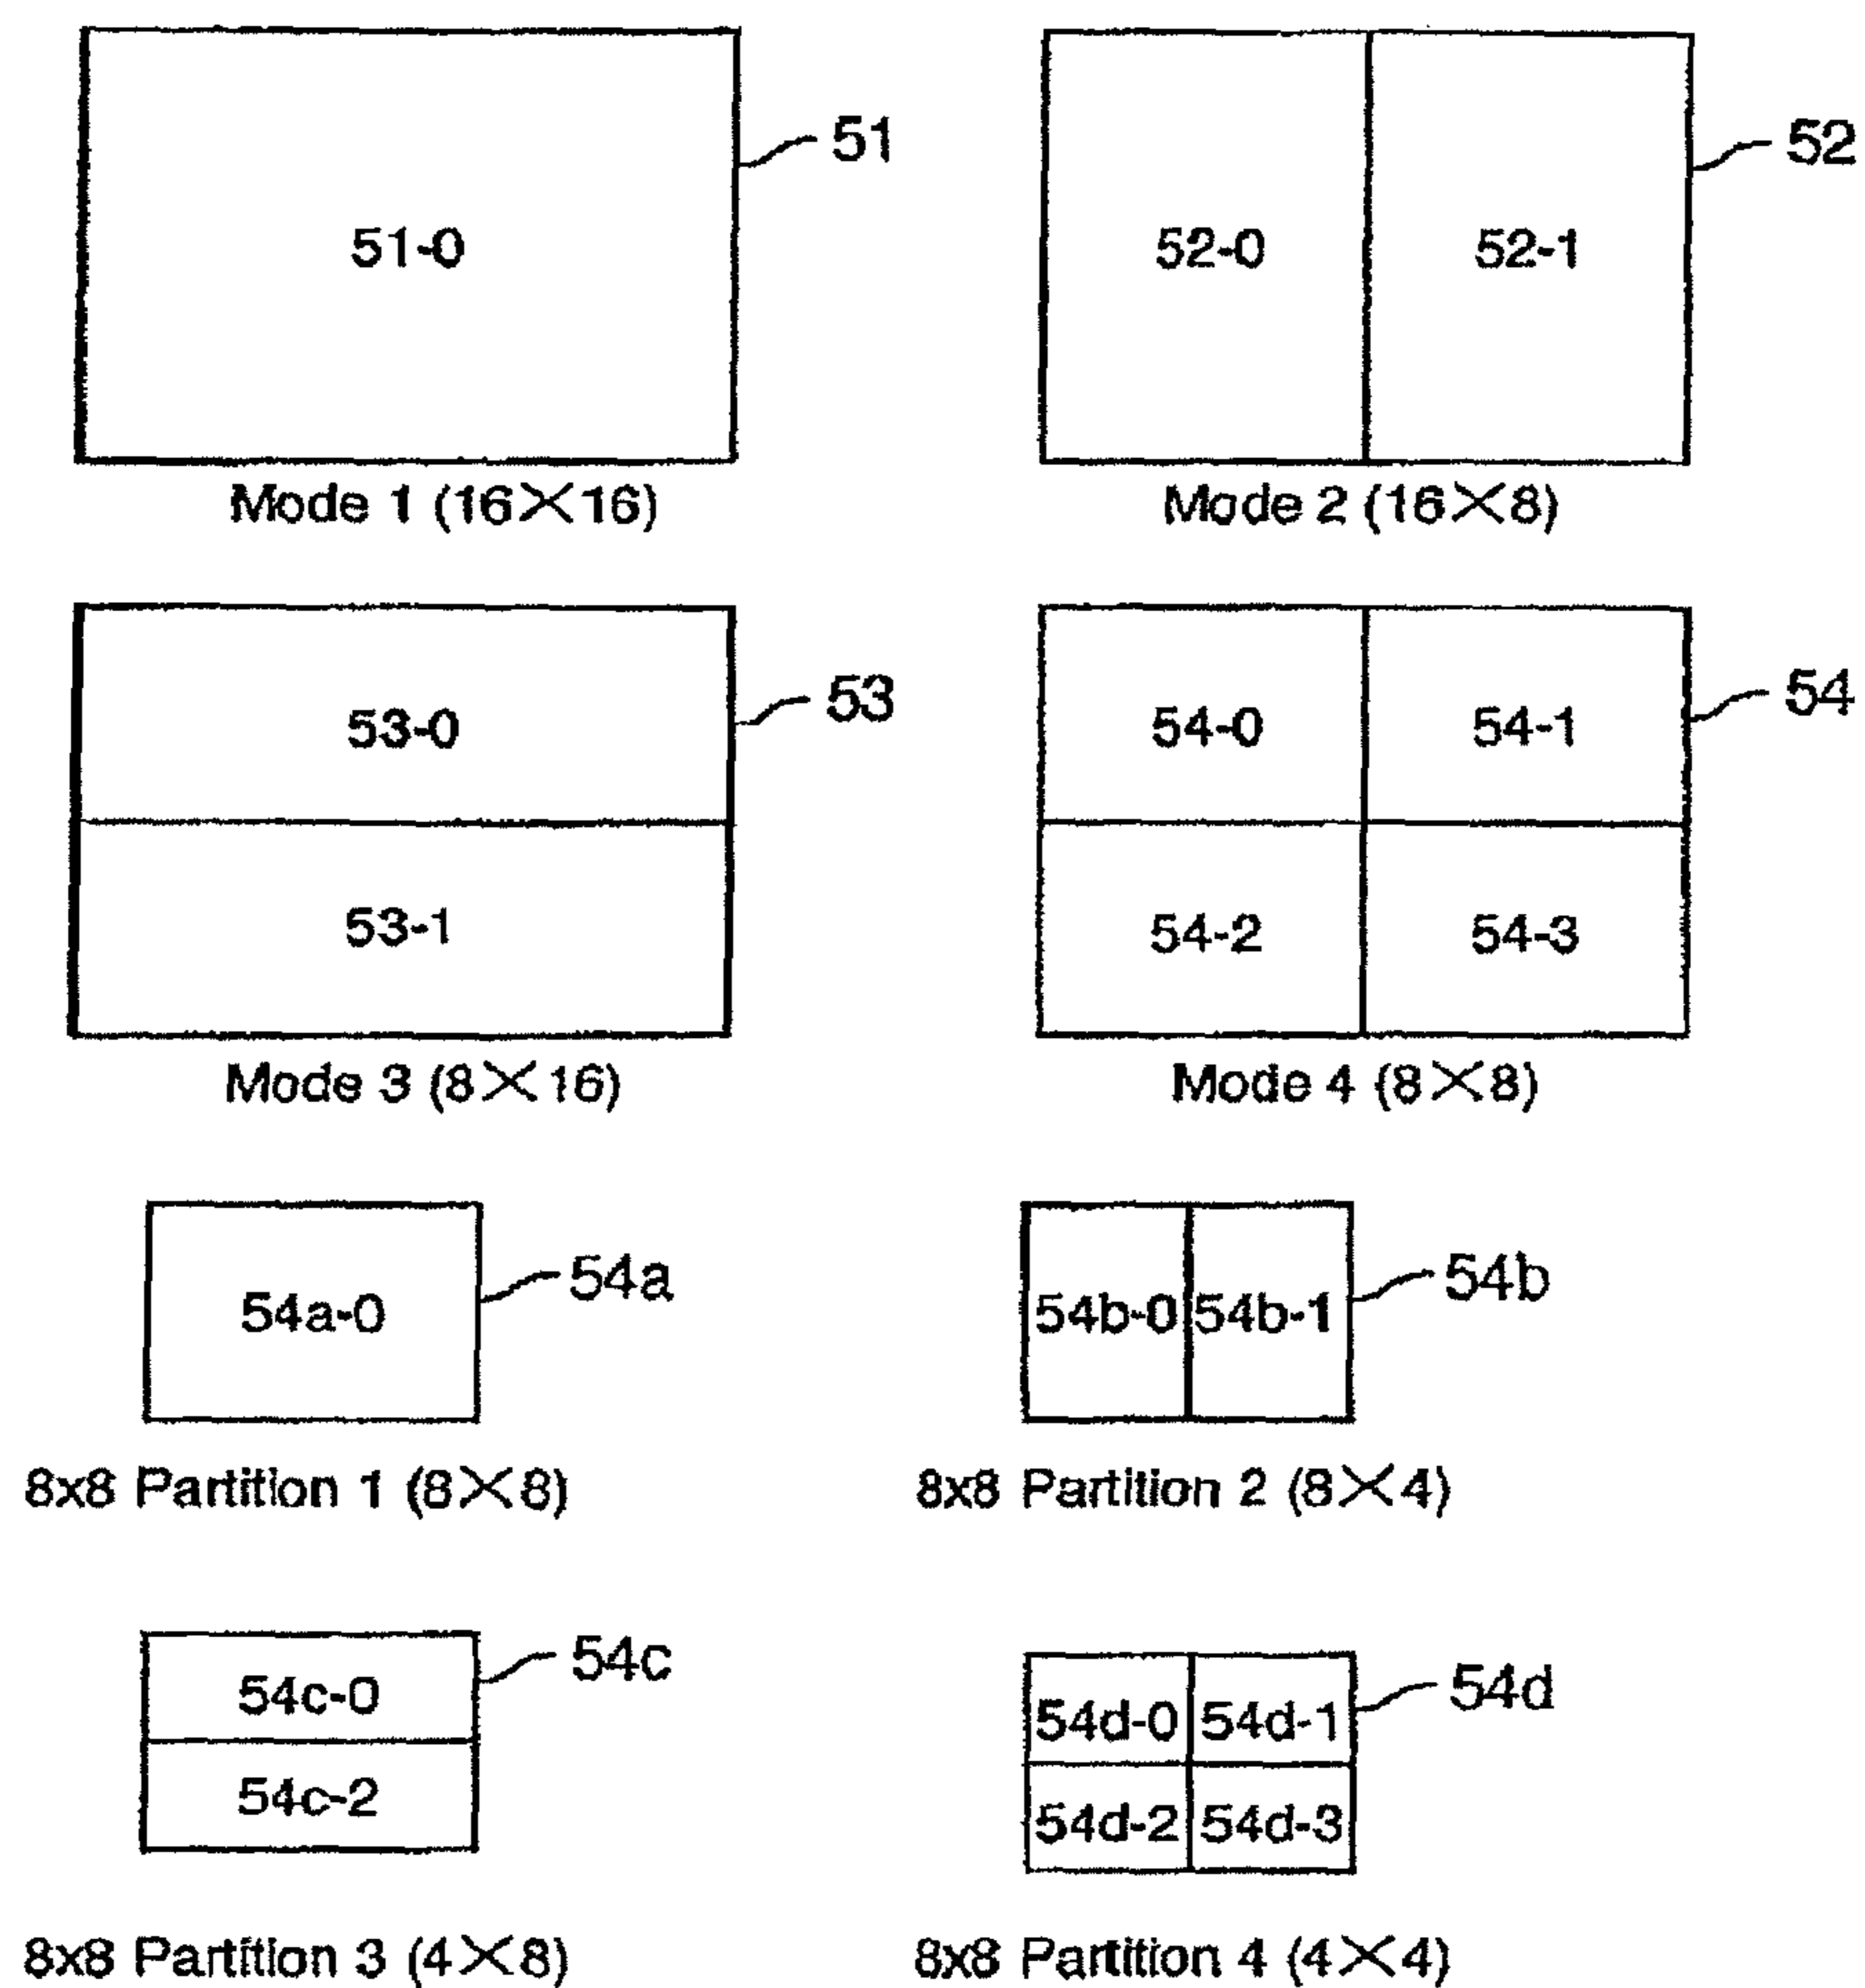 51
51-0
Mode 1 (16×16)
52
52-0
52-1
Mode 2 (16×8)
53
53-0
53-1
Mode 3 (8×16)
54
54-0
54-1
54-2
54-3
Mode 4 (8×8)
54a
54a-0
8x8 Partition 1 (8×8)
54b
54b-0
54b-1
8x8 Partition 2 (8×4)
54c
54c-0
54c-2
8x8 Partition 3 (4×8)
54d
54d-0
54d-1
54d-2
54d-3
8x8 Partition 4 (4×4)